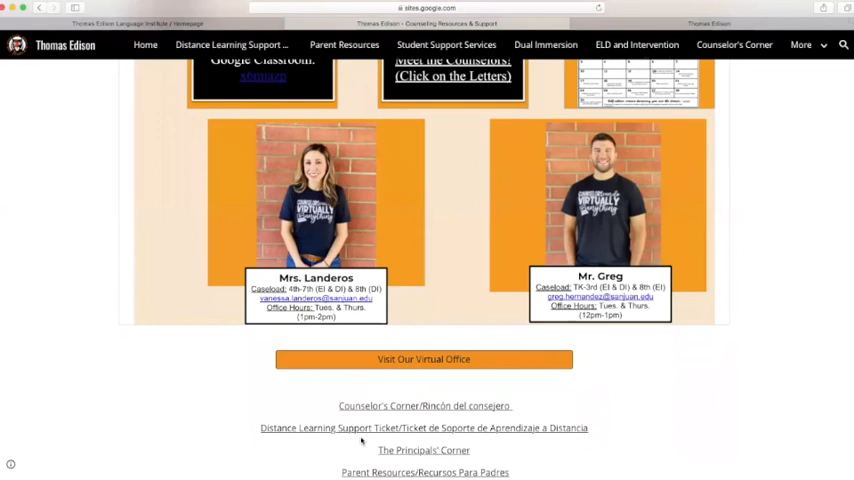 sites.google.com
Thomas Edison Language Institute / Homepage
Thomas Edison - Counseling Resources & Support
Thomas Edison
Thomas Edison
Home
Distance Learning Support ...
Parent Resources
Student Support Services
Dual Immersion
ELD and Intervention
Counselor's Corner
More
Google Classroom:
Meet the Counselors!
(Click on the Letters)
COUNSELORS
VIRTUALLY
Mrs. Landeros
Caseload: 4th-7th (EI & DI) & 8th (DI)
vanessa.landeros@sanjuan.edu
Office Hours: Tues. & Thurs.
(1pm-2pm)
VIRTUALLY
Mr. Greg
Caseload: TK-3rd (EI & DI) & 8th (EI)
greg.hernandez@sanjuan.edu
Office Hours: Tues. & Thurs.
(12pm-1pm)
Visit Our Virtual Office
Counselor's Corner/Rincón del consejero
Distance Learning Support Ticket/Ticket de Soporte de Aprendizaje a Distancia
The Principals' Corner
Parent Resources/Recursos Para Padres